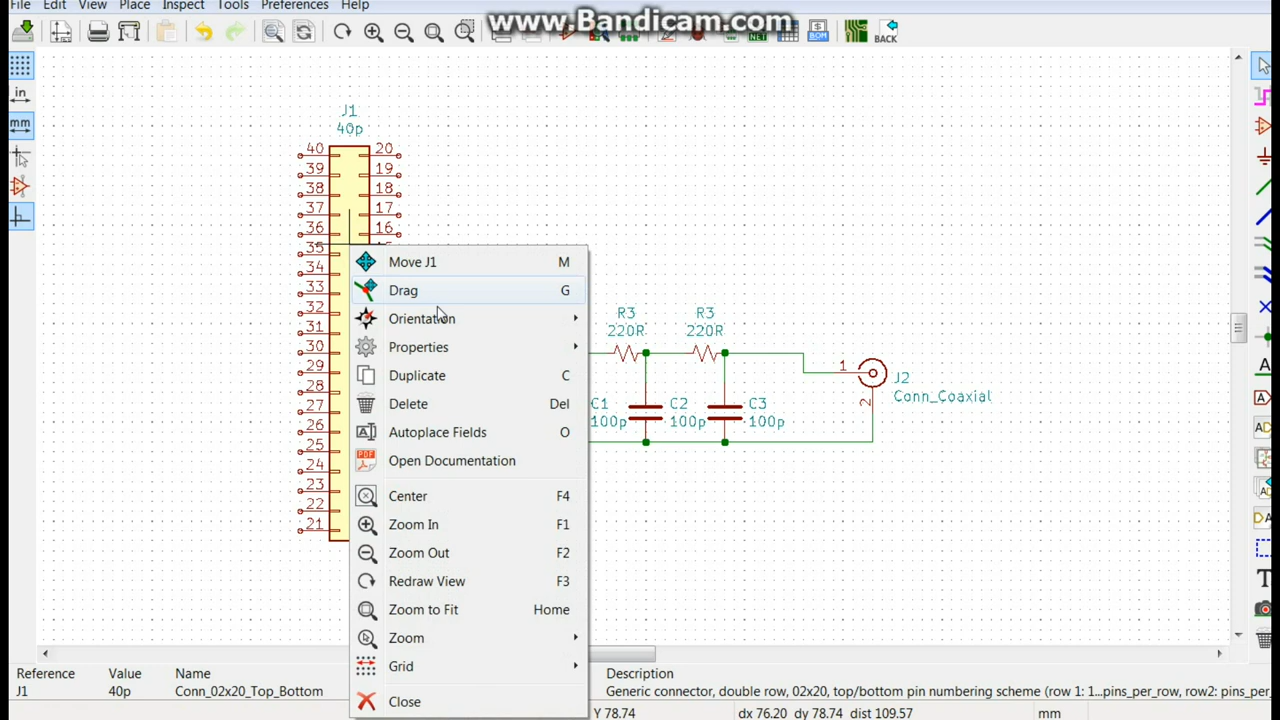 File Edit View Place Inspect Tools Preferences Help
www.Bandicam.com
BOM
NET
BACK
in
mm
J1
40p
40 20
39 19
38 18
37 17
36 16
35
34
33
32
31
30
29
28
27
26
25
24
23
22
21
Move J1 M
Drag G
Orientation
Properties
Duplicate C
Delete Del
Autoplace Fields O
PDF
Open Documentation
Center F4
Zoom In F1
Zoom Out F2
Redraw View F3
Zoom to Fit Home
Zoom
Grid
Close
R3
220R
R3
220R
1
2
J2
Conn_Coaxial
C1
100p
C2
100p
C3
100p
A
A
T
Reference Value Name Description
J1 40p Conn_02x20_Top_Bottom Generic connector, double row, 02x20, top/bottom pin numbering scheme (row 1: 1...pins_per_row, row2: pins_per
Y 78.74 dx 76.20 dy 78.74 dist 109.57 mm